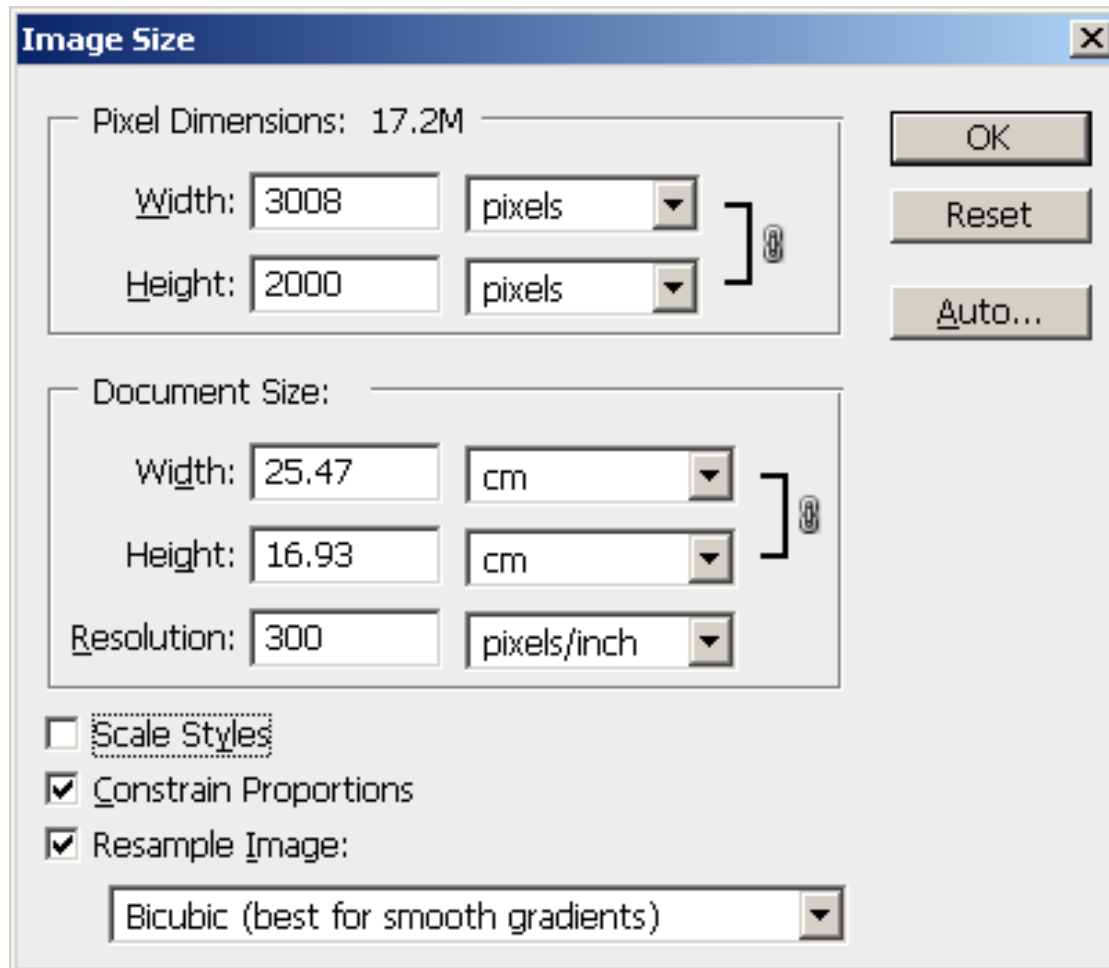 Image Size
Pixel Dimensions: 17.2M
Width: 3008 pixels
Height: 2000 pixels
OK
Reset
Auto...
Document Size:
Width: 25.47 cm
Height: 16.93 cm
Resolution: 300 pixels/inch
Scale Styles
Constrain Proportions
Resample Image:
Bicubic (best for smooth gradients)